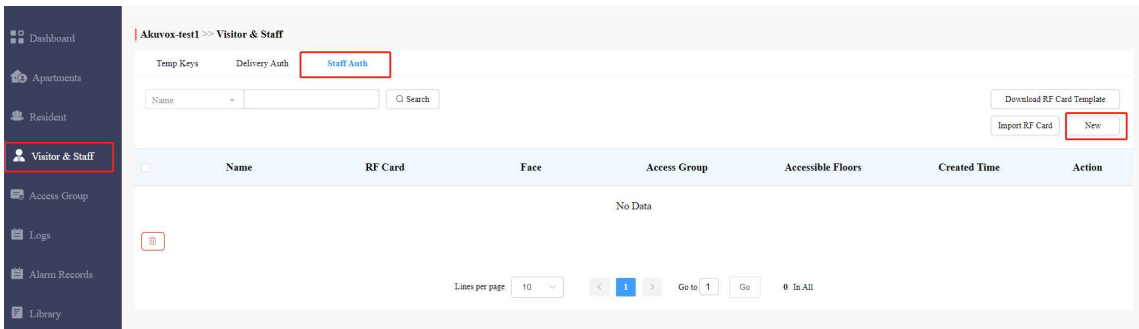 Dashboard
Apartments
Resident
Visitor & Staff
Access Group
Logs
Alarm Records
Library
Akuvox-test1 >> Visitor & Staff
Temp Keys Delivery Auth Staff Auth
Name Search Download RF Card Template
Import RF Card New
Name RF Card Face Access Group Accessible Floors Created Time Action
No Data
Lines per page 10 < 1 > Go to 1 Go 0 In All